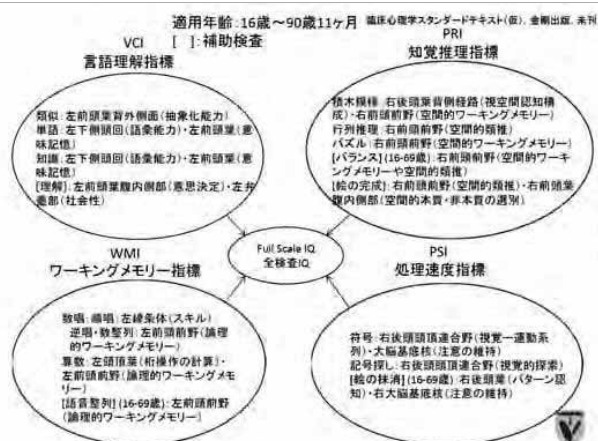 適用年齢:16歳～90歳11ヶ月
臨床心理学スタンダードテキスト(仮), 金剛出版, 未刊
[ ]:補助検査
VCI
言語理解指標
類似:左前頭葉背外側面(抽象化能力)
単語:左下側頭回(語彙能力)・左前頭葉(意
味記憶)
知識:左下側頭回(語彙能力)・左前頭葉(意
味記憶)
[理解]:左前頭葉腹内側部(意思決定)・左弁
蓋部(社会性)
PRI
知覚推理指標
積木模様:右後頭葉背側経路(視空間認知構
成)・右前頭前野(空間的ワーキングメモリー)
行列推理:右前頭前野(空間的類推)
パズル:右前頭前野(空間的ワーキングメモリー)
[バランス](16-69歳):右前頭前野(空間的ワーキ
ングメモリーや空間的類推)
[絵の完成]:右前頭前野(空間的類推)・右前頭葉
腹内側部(空間的本質・非本質の選別)
Full Scale IQ
全検査IQ
WMI
ワーキングメモリー指標
数唱:順唱:左縁条体(スキル)
逆唱・数整列:左前頭前野(論理
的ワーキングメモリー)
算数:左頭頂葉(桁操作の計算)・
左前頭前野(論理的ワーキングメモ
リー)
[語音整列](16-69歳):左前頭前野
(論理的ワーキングメモリー)
PSI
処理速度指標
符号:右後頭頭頂連合野(視覚ー運動系
列)・大脳基底核(注意の維持)
記号探し:右後頭頭頂連合野(視覚的探索)
[絵の抹消](16-69歳):右後頭葉(パターン認
知)・右大脳基底核(注意の維持)